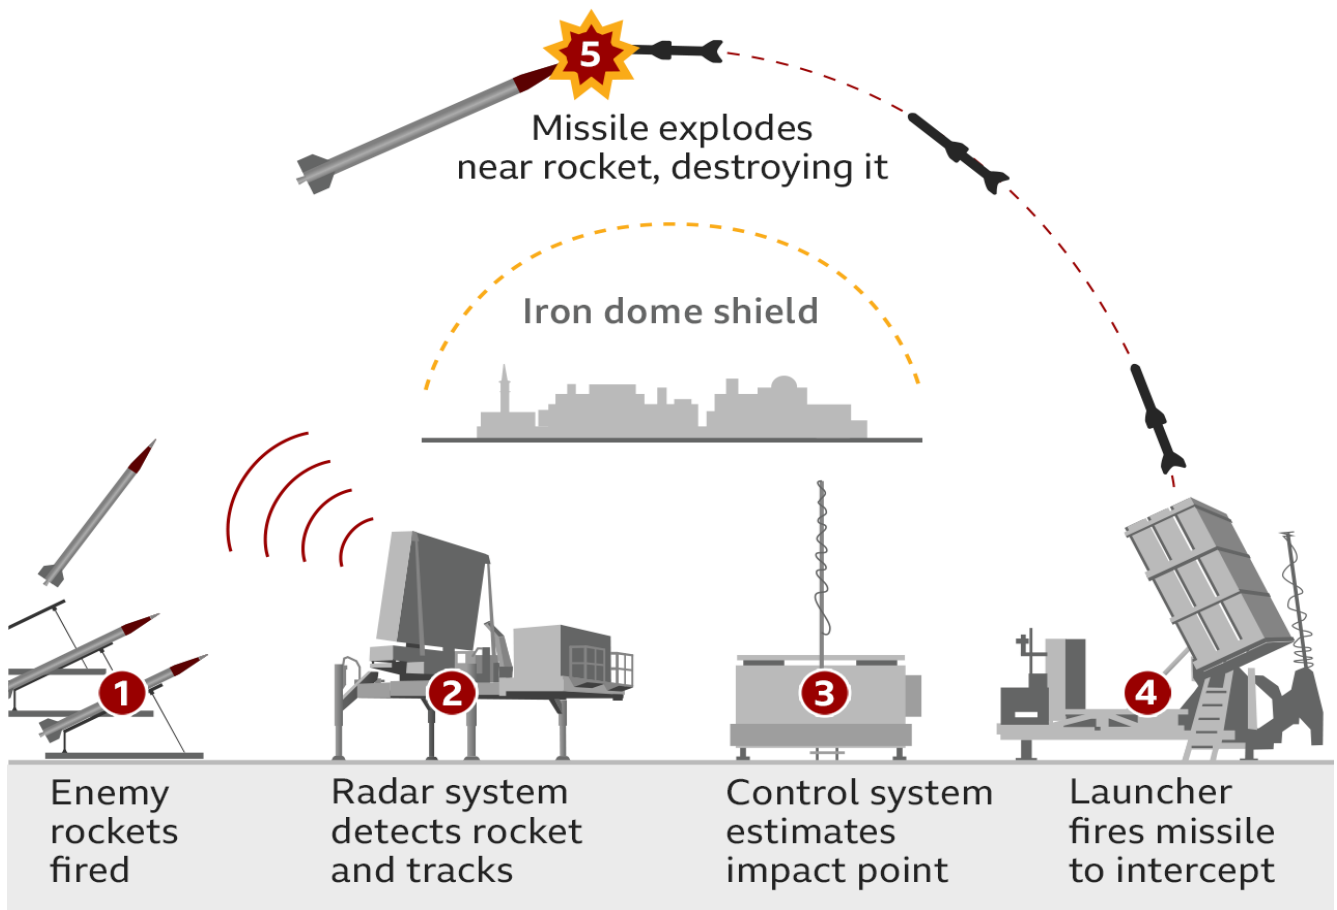 5
Missile explodes
near rocket, destroying it
Iron dome shield
1
2
3
4
Enemy
rockets
fired
Radar system
detects rocket
and tracks
Control system
estimates
impact point
Launcher
fires missile
to intercept